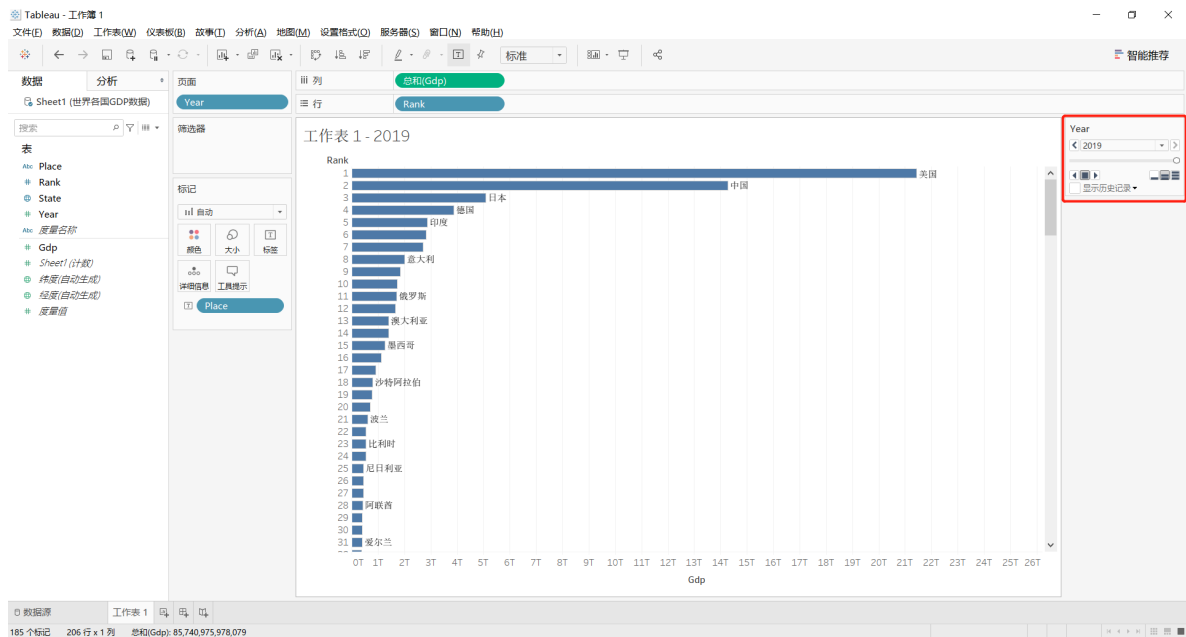 Tableau - 工作簿 1
文件(F) 数据(D) 工作表(W) 仪表板(B) 故事(T) 分析(A) 地图(M) 设置格式(O) 服务器(S) 窗口(N) 帮助(H)
标准
智能推荐
数据 分析
页面
iii 列 总和(Gdp)
Sheet1 (世界各国GDP数据)
Year
行 Rank
搜索
筛选器
工作表 1 - 2019
Year
2019
显示历史记录
表
Abc Place
# Rank
State
# Year
Abc 度量名称
# Gdp
# Sheet1 (计数)
纬度(自动生成)
经度(自动生成)
# 度量值
标记
自动
颜色 大小 标签
详细信息 工具提示
Place
Rank
1 美国
2 中国
3 日本
4 德国
5 印度
6
7
8 意大利
9
10
11 俄罗斯
12
13 澳大利亚
14
15 墨西哥
16
17
18 沙特阿拉伯
19
20
21 波兰
22
23 比利时
24
25 尼日利亚
26
27
28 阿联酋
29
30
31 爱尔兰
0T 1T 2T 3T 4T 5T 6T 7T 8T 9T 10T 11T 12T 13T 14T 15T 16T 17T 18T 19T 20T 21T 22T 23T 24T 25T 26T
Gdp
数据源 工作表 1
185 个标记 206 行 x 1 列 总和(Gdp): 85,740,975,978,079